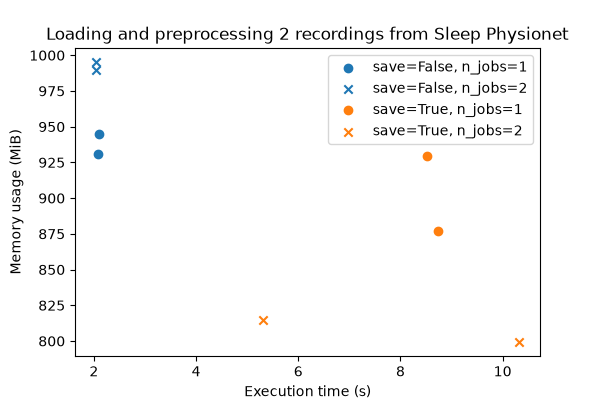 Loading and preprocessing 2 recordings from Sleep Physionet
save=False, n_jobs=1
save=False, n_jobs=2
save=True, n_jobs=1
save=True, n_jobs=2
Memory usage (MiB)
1000
975
950
925
900
875
850
825
800
2
4
6
8
10
Execution time (s)